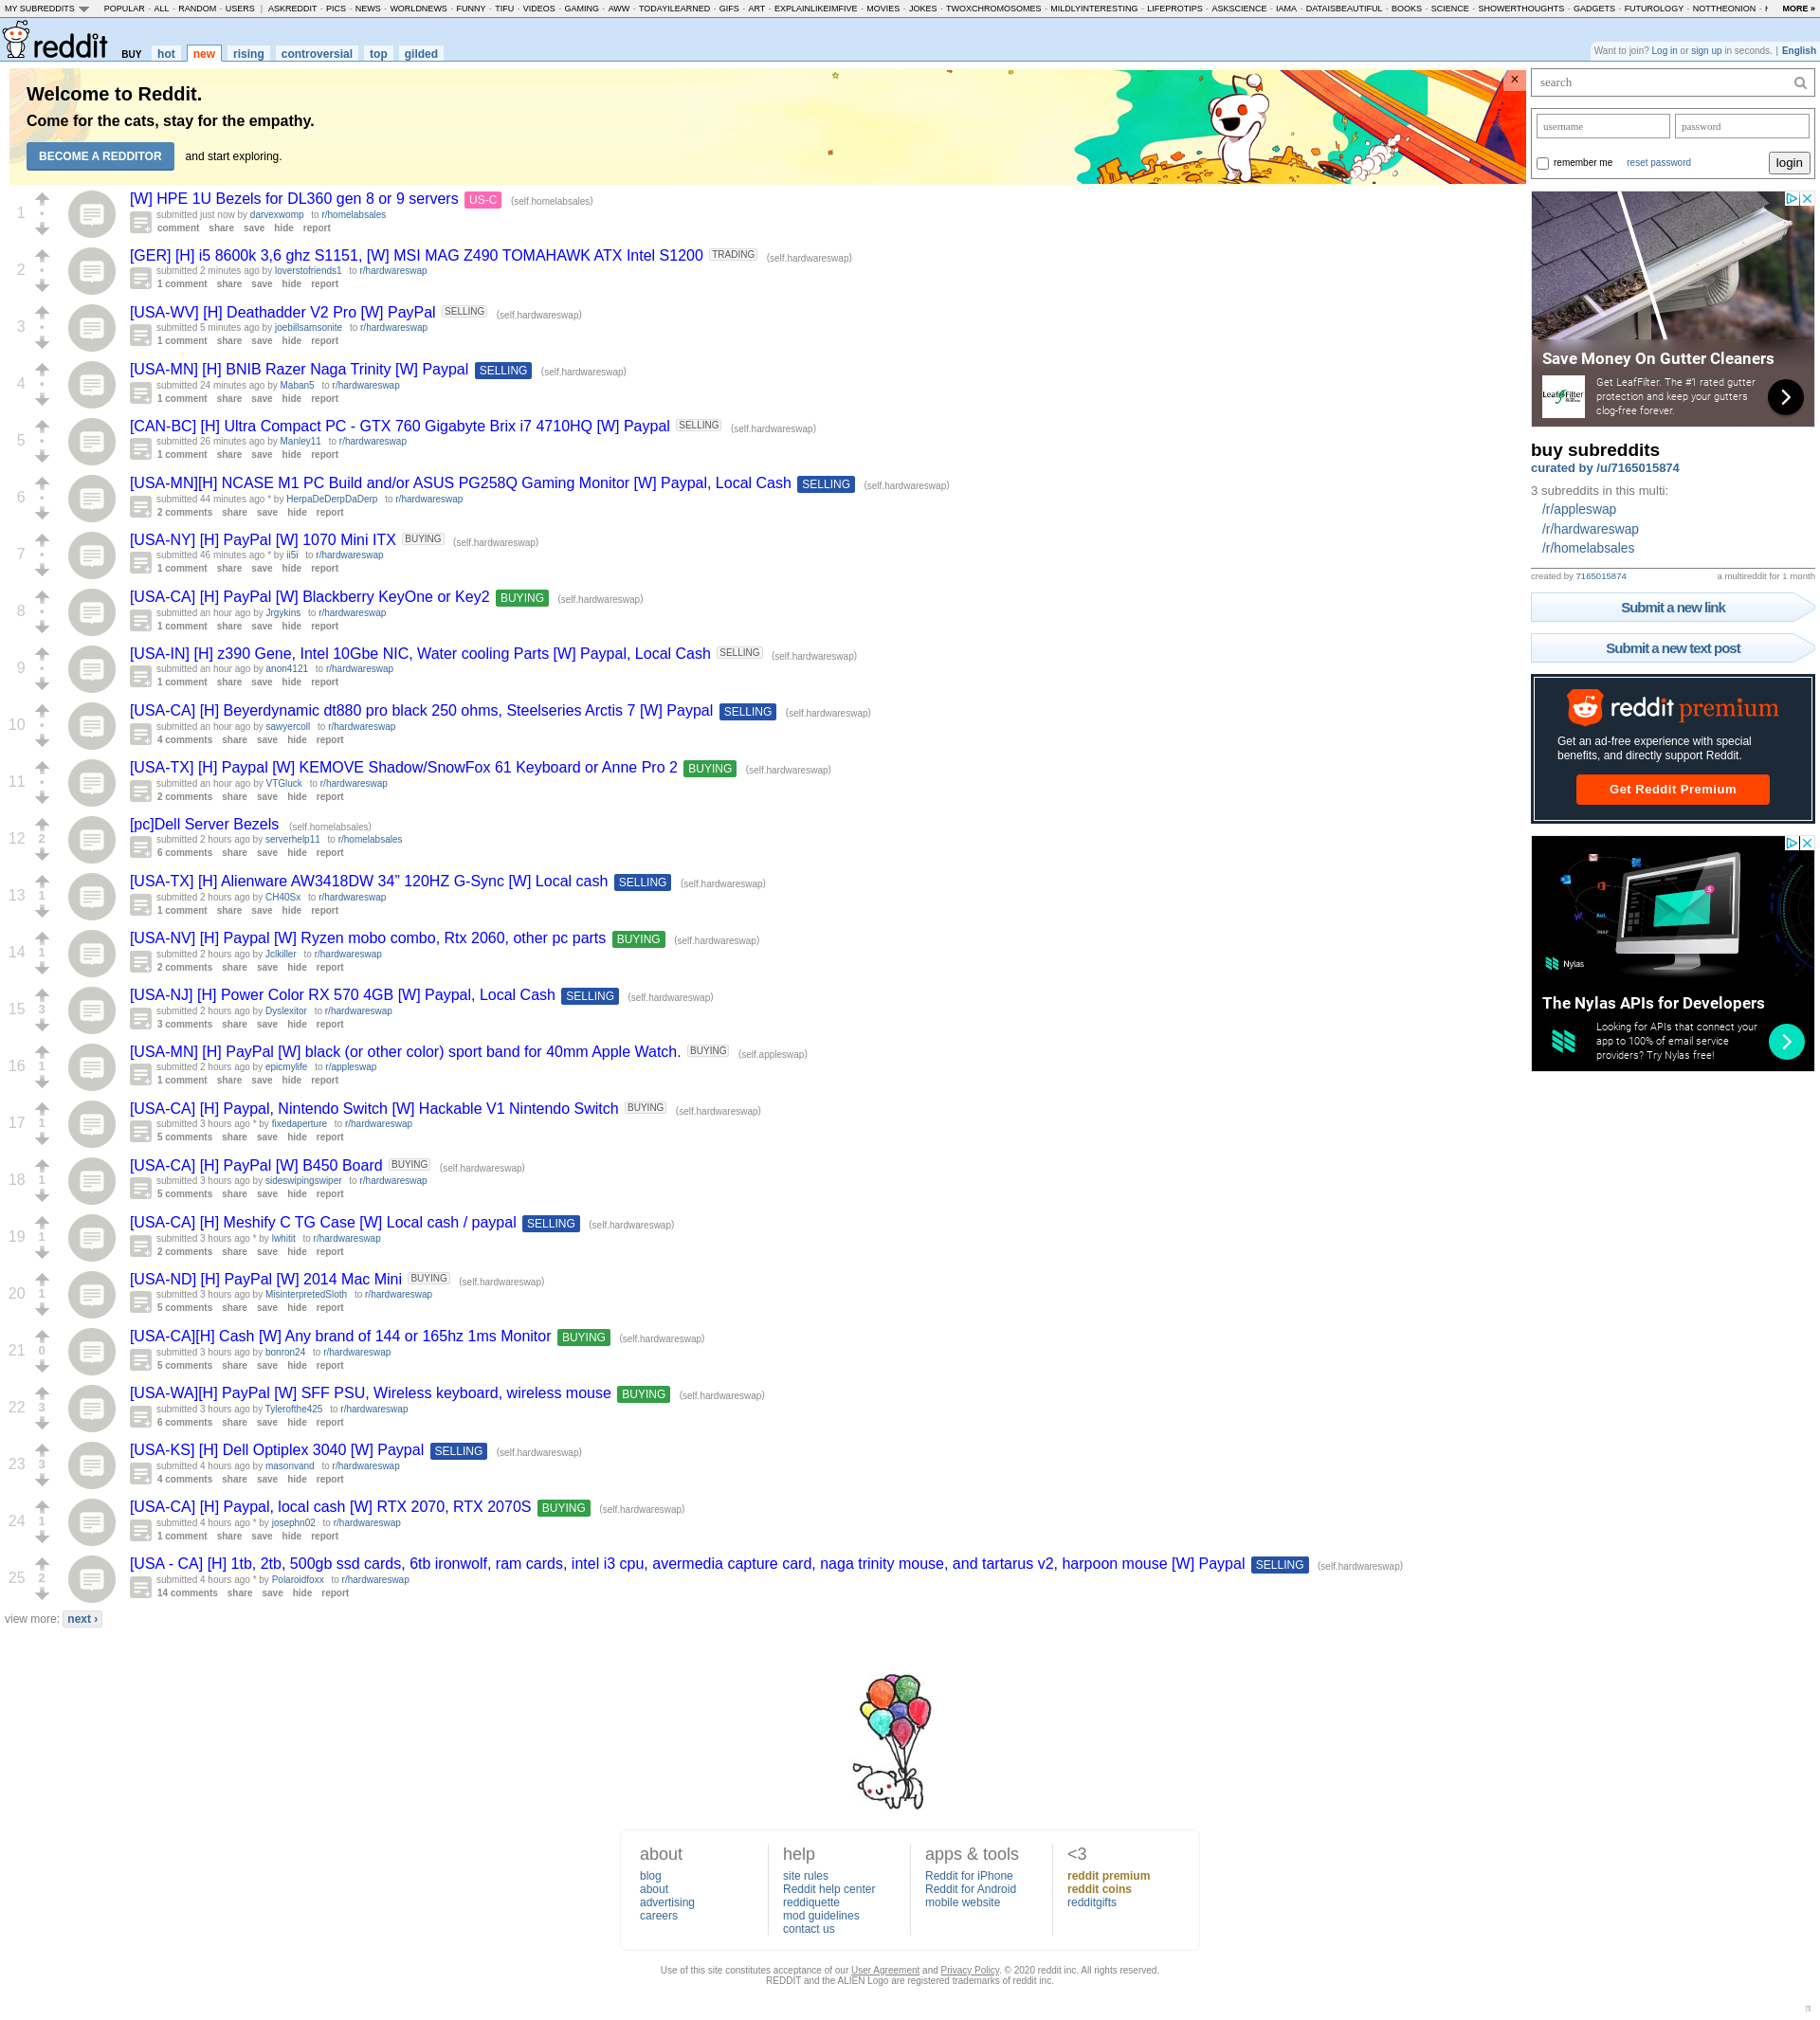 MY SUBREDDITS POPULAR - ALL - RANDOM - USERS | ASKREDDIT - PICS - NEWS - WORLDNEWS - FUNNY - TIFU - VIDEOS - GAMING - AWW - TODAYILEARNED - GIFS - ART - EXPLAINLIKEIMFIVE - MOVIES - JOKES - TWOXCHROMOSOMES - MILDLYINTERESTING - LIFEPROTIPS - ASKSCIENCE - IAMA - DATAISBEAUTIFUL - BOOKS - SCIENCE - SHOWERTHOUGHTS - GADGETS - FUTUROLOGY - NOTTHEONION - MORE »
reddit BUY hot new rising controversial top gilded
Want to join? Log in or sign up in seconds. | English
Welcome to Reddit.
Come for the cats, stay for the empathy.
BECOME A REDDITOR and start exploring.
×
1
[W] HPE 1U Bezels for DL360 gen 8 or 9 servers US-C (self.homelabsales)
submitted just now by darvexwomp to r/homelabsales
comment share save hide report
2
[GER] [H] i5 8600k 3,6 ghz S1151, [W] MSI MAG Z490 TOMAHAWK ATX Intel S1200 TRADING (self.hardwareswap)
submitted 2 minutes ago by loverstofriends1 to r/hardwareswap
1 comment share save hide report
3
[USA-WV] [H] Deathadder V2 Pro [W] PayPal SELLING (self.hardwareswap)
submitted 5 minutes ago by joebillsamsonite to r/hardwareswap
1 comment share save hide report
4
[USA-MN] [H] BNIB Razer Naga Trinity [W] Paypal SELLING (self.hardwareswap)
submitted 24 minutes ago by Maban5 to r/hardwareswap
1 comment share save hide report
5
[CAN-BC] [H] Ultra Compact PC - GTX 760 Gigabyte Brix i7 4710HQ [W] Paypal SELLING (self.hardwareswap)
submitted 26 minutes ago by Manley11 to r/hardwareswap
1 comment share save hide report
6
[USA-MN][H] NCASE M1 PC Build and/or ASUS PG258Q Gaming Monitor [W] Paypal, Local Cash SELLING (self.hardwareswap)
submitted 44 minutes ago * by HerpaDeDerpDaDerp to r/hardwareswap
2 comments share save hide report
7
[USA-NY] [H] PayPal [W] 1070 Mini ITX BUYING (self.hardwareswap)
submitted 46 minutes ago * by ii5i to r/hardwareswap
1 comment share save hide report
8
[USA-CA] [H] PayPal [W] Blackberry KeyOne or Key2 BUYING (self.hardwareswap)
submitted an hour ago by Jrgykins to r/hardwareswap
1 comment share save hide report
9
[USA-IN] [H] z390 Gene, Intel 10Gbe NIC, Water cooling Parts [W] Paypal, Local Cash SELLING (self.hardwareswap)
submitted an hour ago by anon4121 to r/hardwareswap
1 comment share save hide report
10
[USA-CA] [H] Beyerdynamic dt880 pro black 250 ohms, Steelseries Arctis 7 [W] Paypal SELLING (self.hardwareswap)
submitted an hour ago by sawyercoll to r/hardwareswap
4 comments share save hide report
11
[USA-TX] [H] Paypal [W] KEMOVE Shadow/SnowFox 61 Keyboard or Anne Pro 2 BUYING (self.hardwareswap)
submitted an hour ago by VTGluck to r/hardwareswap
2 comments share save hide report
12 2
[pc]Dell Server Bezels (self.homelabsales)
submitted 2 hours ago by serverhelp11 to r/homelabsales
6 comments share save hide report
13 1
[USA-TX] [H] Alienware AW3418DW 34” 120HZ G-Sync [W] Local cash SELLING (self.hardwareswap)
submitted 2 hours ago by CH40Sx to r/hardwareswap
1 comment share save hide report
14 1
[USA-NV] [H] Paypal [W] Ryzen mobo combo, Rtx 2060, other pc parts BUYING (self.hardwareswap)
submitted 2 hours ago by Jclkiller to r/hardwareswap
2 comments share save hide report
15 3
[USA-NJ] [H] Power Color RX 570 4GB [W] Paypal, Local Cash SELLING (self.hardwareswap)
submitted 2 hours ago by Dyslexitor to r/hardwareswap
3 comments share save hide report
16 1
[USA-MN] [H] PayPal [W] black (or other color) sport band for 40mm Apple Watch. BUYING (self.appleswap)
submitted 2 hours ago by epicmylife to r/appleswap
1 comment share save hide report
17 1
[USA-CA] [H] Paypal, Nintendo Switch [W] Hackable V1 Nintendo Switch BUYING (self.hardwareswap)
submitted 3 hours ago * by fixedaperture to r/hardwareswap
5 comments share save hide report
18 1
[USA-CA] [H] PayPal [W] B450 Board BUYING (self.hardwareswap)
submitted 3 hours ago by sideswipingswiper to r/hardwareswap
5 comments share save hide report
19 1
[USA-CA] [H] Meshify C TG Case [W] Local cash / paypal SELLING (self.hardwareswap)
submitted 3 hours ago * by lwhitit to r/hardwareswap
2 comments share save hide report
20 1
[USA-ND] [H] PayPal [W] 2014 Mac Mini BUYING (self.hardwareswap)
submitted 3 hours ago by MisinterpretedSloth to r/hardwareswap
5 comments share save hide report
21 0
[USA-CA][H] Cash [W] Any brand of 144 or 165hz 1ms Monitor BUYING (self.hardwareswap)
submitted 3 hours ago by bonron24 to r/hardwareswap
5 comments share save hide report
22 3
[USA-WA][H] PayPal [W] SFF PSU, Wireless keyboard, wireless mouse BUYING (self.hardwareswap)
submitted 3 hours ago by Tylerofthe425 to r/hardwareswap
6 comments share save hide report
23 3
[USA-KS] [H] Dell Optiplex 3040 [W] Paypal SELLING (self.hardwareswap)
submitted 4 hours ago by masonvand to r/hardwareswap
4 comments share save hide report
24 1
[USA-CA] [H] Paypal, local cash [W] RTX 2070, RTX 2070S BUYING (self.hardwareswap)
submitted 4 hours ago * by josephn02 to r/hardwareswap
1 comment share save hide report
25 2
[USA - CA] [H] 1tb, 2tb, 500gb ssd cards, 6tb ironwolf, ram cards, intel i3 cpu, avermedia capture card, naga trinity mouse, and tartarus v2, harpoon mouse [W] Paypal SELLING (self.hardwareswap)
submitted 4 hours ago * by Polaroidfoxx to r/hardwareswap
14 comments share save hide report
view more: next ›
search
username password
remember me reset password login
Save Money On Gutter Cleaners
LeafFilter
Get LeafFilter. The #1 rated gutter
protection and keep your gutters
clog-free forever.
buy subreddits
curated by /u/7165015874
3 subreddits in this multi:
/r/appleswap
/r/hardwareswap
/r/homelabsales
created by 7165015874 a multireddit for 1 month
Submit a new link
Submit a new text post
reddit premium
Get an ad-free experience with special
benefits, and directly support Reddit.
Get Reddit Premium
5
Aol.
IMAP
Nylas
The Nylas APIs for Developers
Looking for APIs that connect your
app to 100% of email service
providers? Try Nylas free!
about
blog
about
advertising
careers
help
site rules
Reddit help center
reddiquette
mod guidelines
contact us
apps & tools
Reddit for iPhone
Reddit for Android
mobile website
<3
reddit premium
reddit coins
redditgifts
Use of this site constitutes acceptance of our User Agreement and Privacy Policy. © 2020 reddit inc. All rights reserved.
REDDIT and the ALIEN Logo are registered trademarks of reddit inc.
π